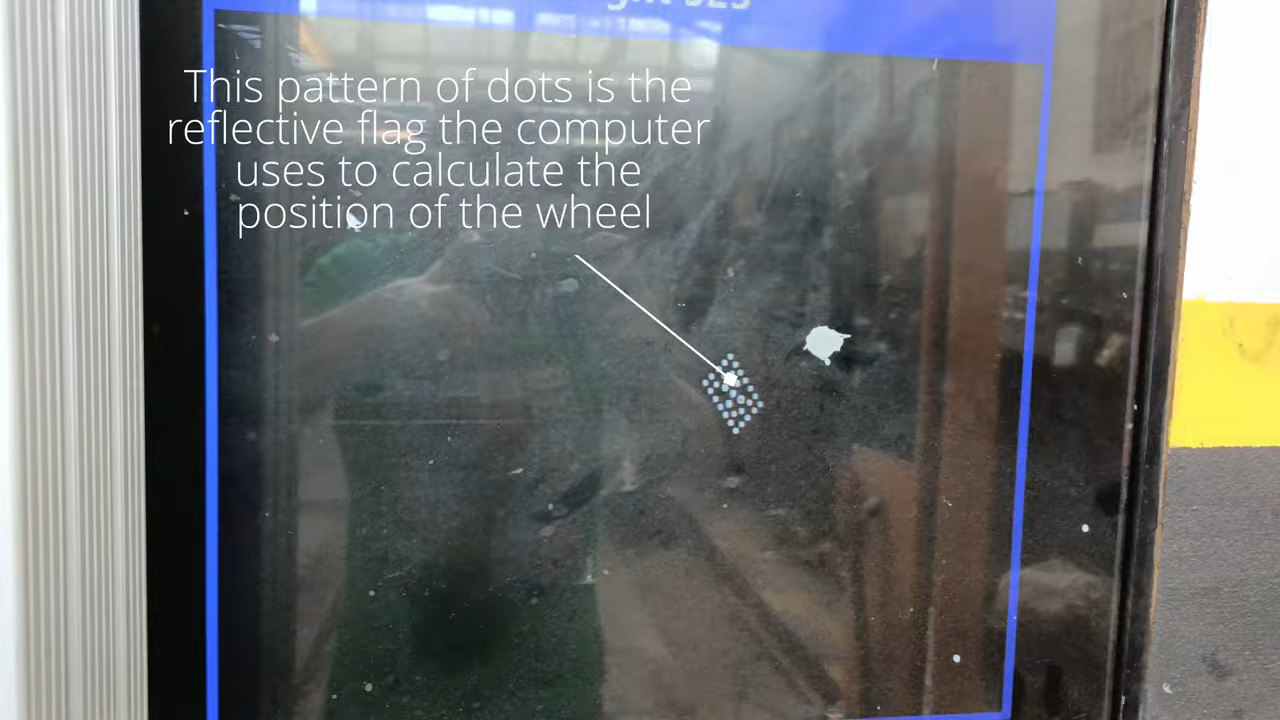 This pattern of dots is the
reflective flag the computer
uses to calculate the
position of the wheel